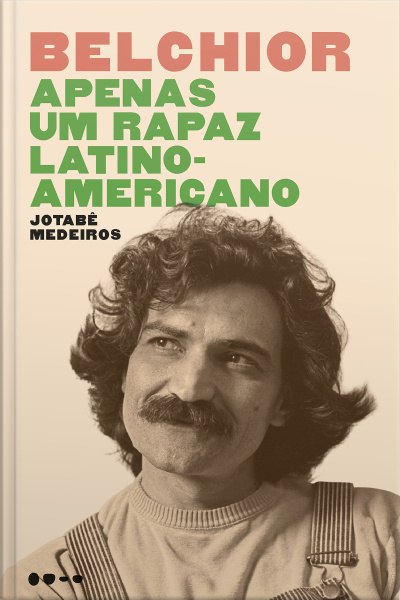 BELCHIOR
APENAS
UM RAPAZ
LATINO-
AMERICANO
JOTABÊ
MEDEIROS